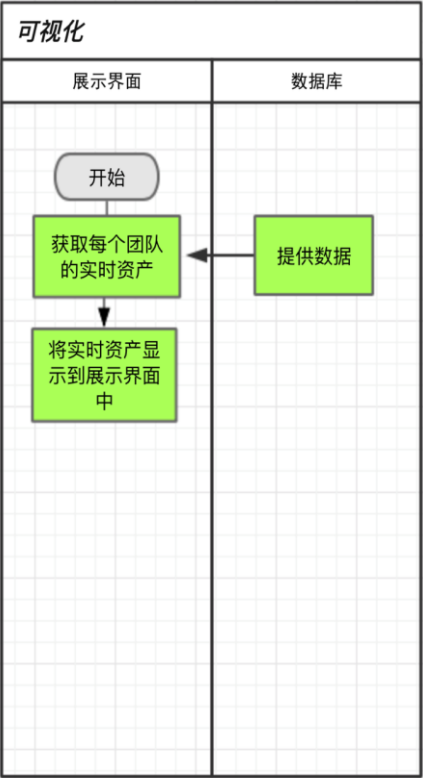 可视化
展示界面
数据库
开始
获取每个团队
的实时资产
提供数据
将实时资产显
示到展示界面
中